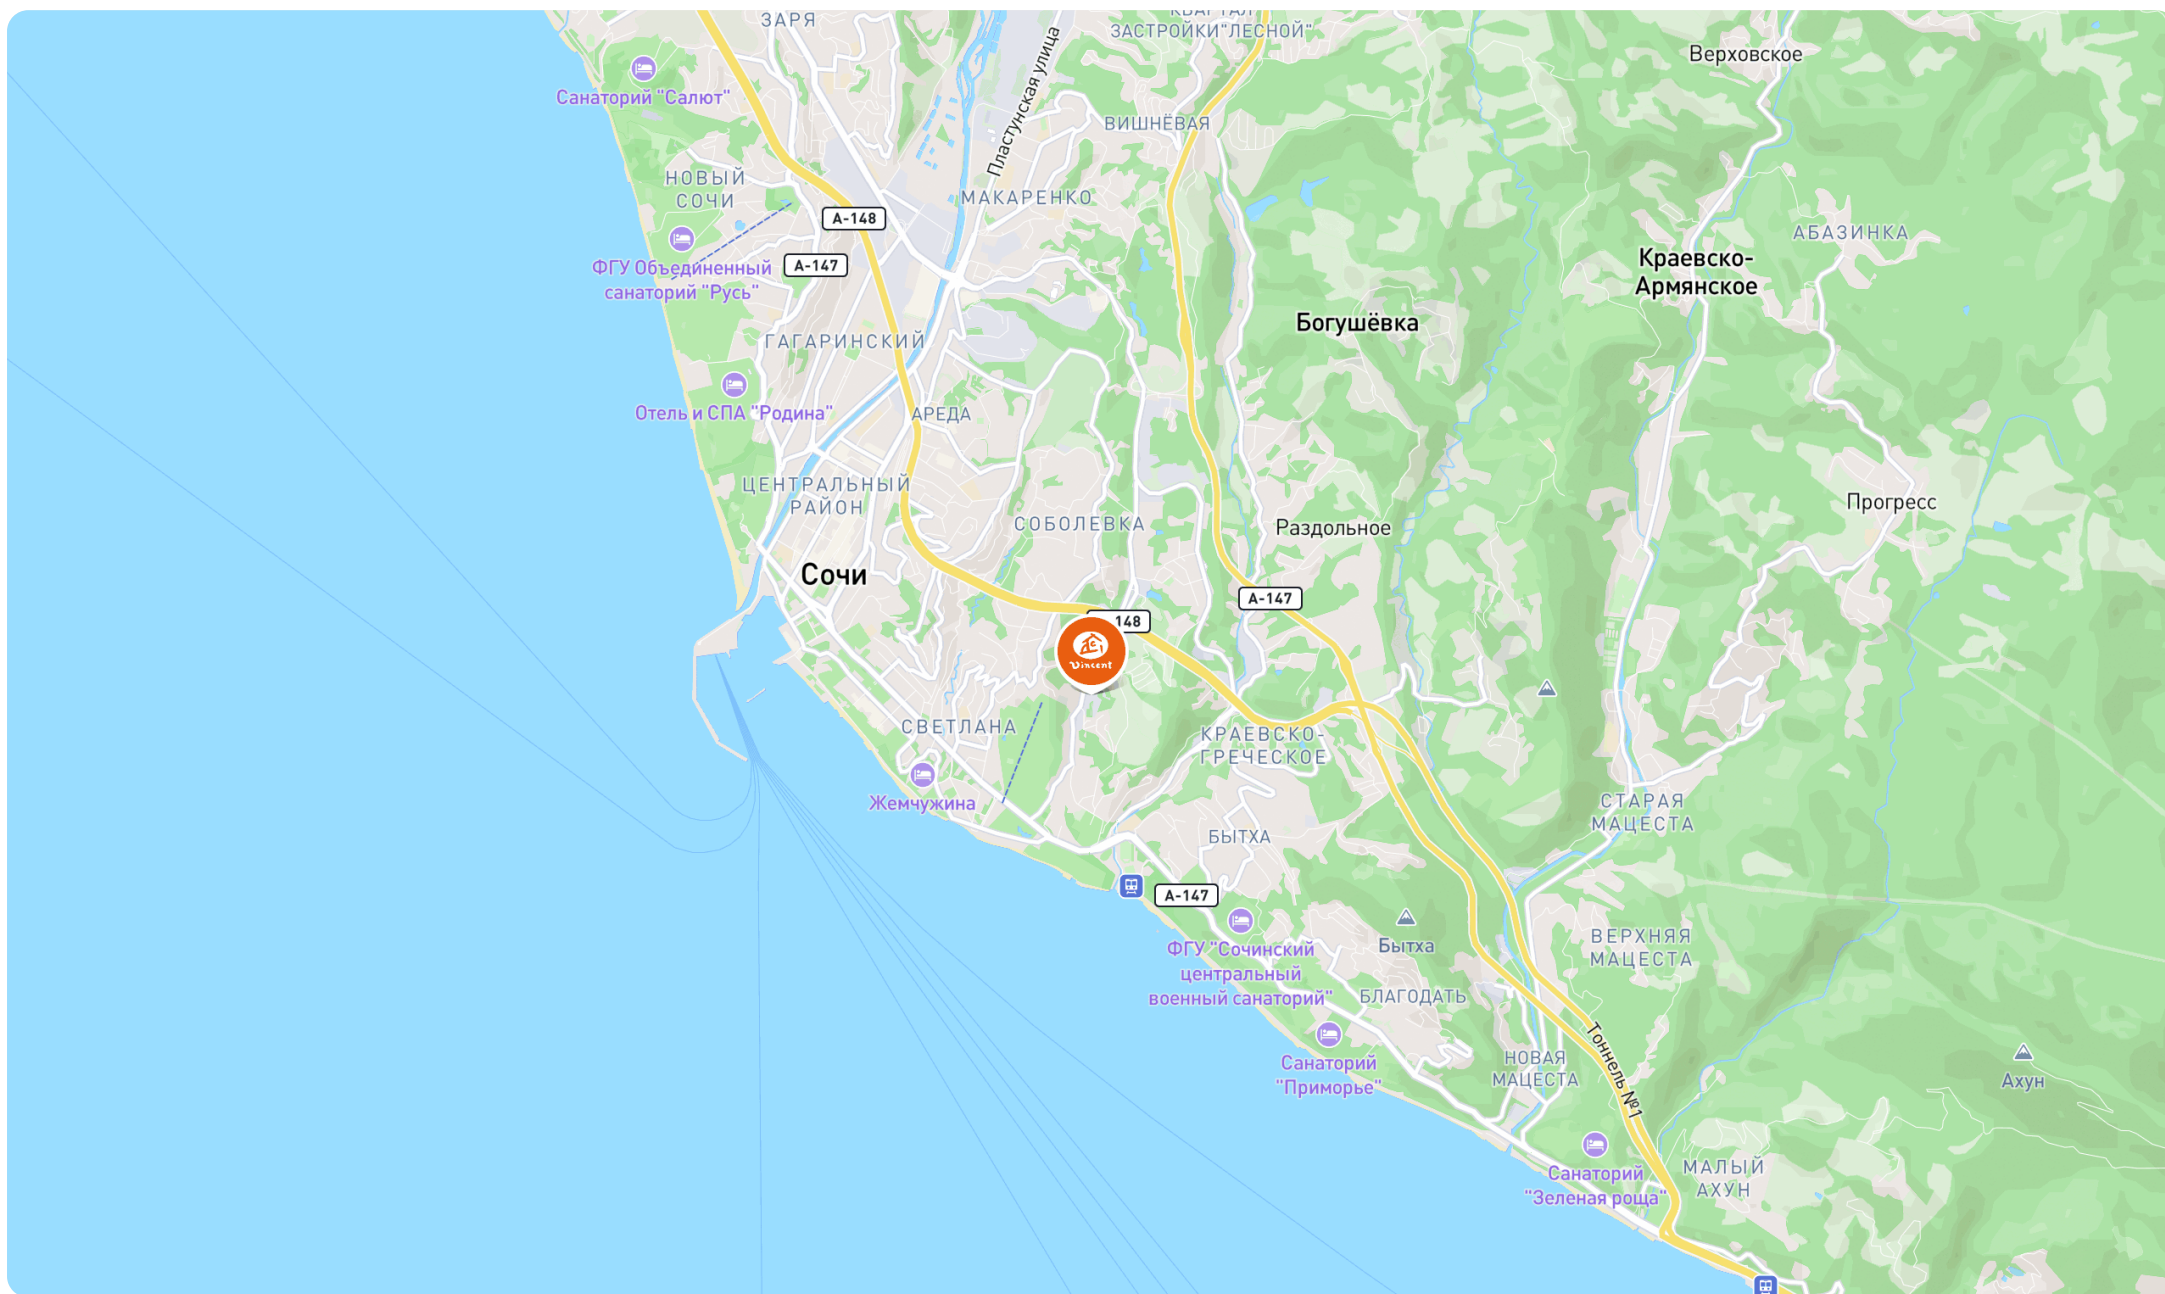 ЗАРЯ
КВАРТАЛ
ЗАСТРОЙКИ"ЛЕСНОЙ"
Верховское
Санаторий "Салют"
Пластунская улица
ВИШНЁВАЯ
НОВЫЙ
СОЧИ
МАКАРЕНКО
А-148
АБАЗИНКА
ФГУ Объединенный
санаторий "Русь"
А-147
Краевско-
Армянское
Богушёвка
ГАГАРИНСКИЙ
Отель и СПА "Родина"
АРЕДА
ЦЕНТРАЛЬНЫЙ
РАЙОН
Прогресс
СОБОЛЕВКА
Раздольное
Сочи
А-147
148
Vincent
СВЕТЛАНА
КРАЕВСКО-
ГРЕЧЕСКОЕ
Жемчужина
СТАРАЯ
МАЦЕСТА
БЫТХА
А-147
ФГУ "Сочинский
центральный
военный санаторий"
Бытха
ВЕРХНЯЯ
МАЦЕСТА
БЛАГОДАТЬ
Санаторий
"Приморье"
НОВАЯ
МАЦЕСТА
Тоннель №1
Ахун
Санаторий
"Зеленая роща"
МАЛЫЙ
АХУН